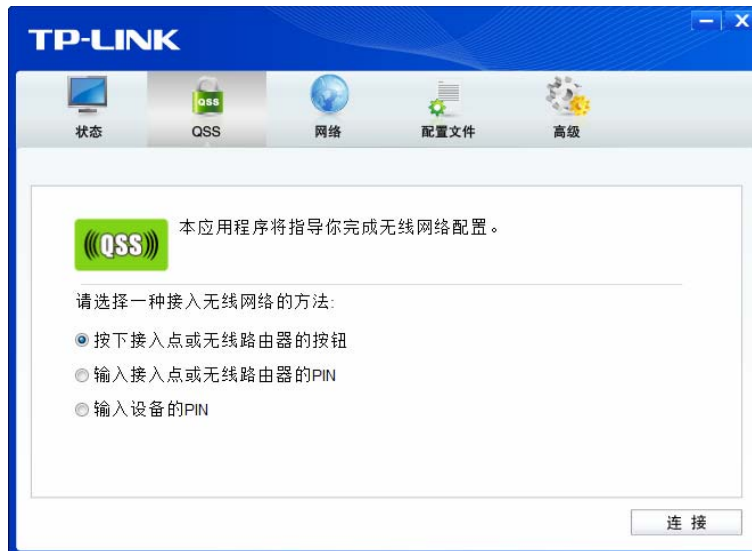 TP-LINK
状态
QSS
QSS
网络
配置文件
高级
(((QSS)))
本应用程序将指导你完成无线网络配置。
请选择一种接入无线网络的方法:
按下接入点或无线路由器的按钮
输入接入点或无线路由器的PIN
输入设备的PIN
连 接